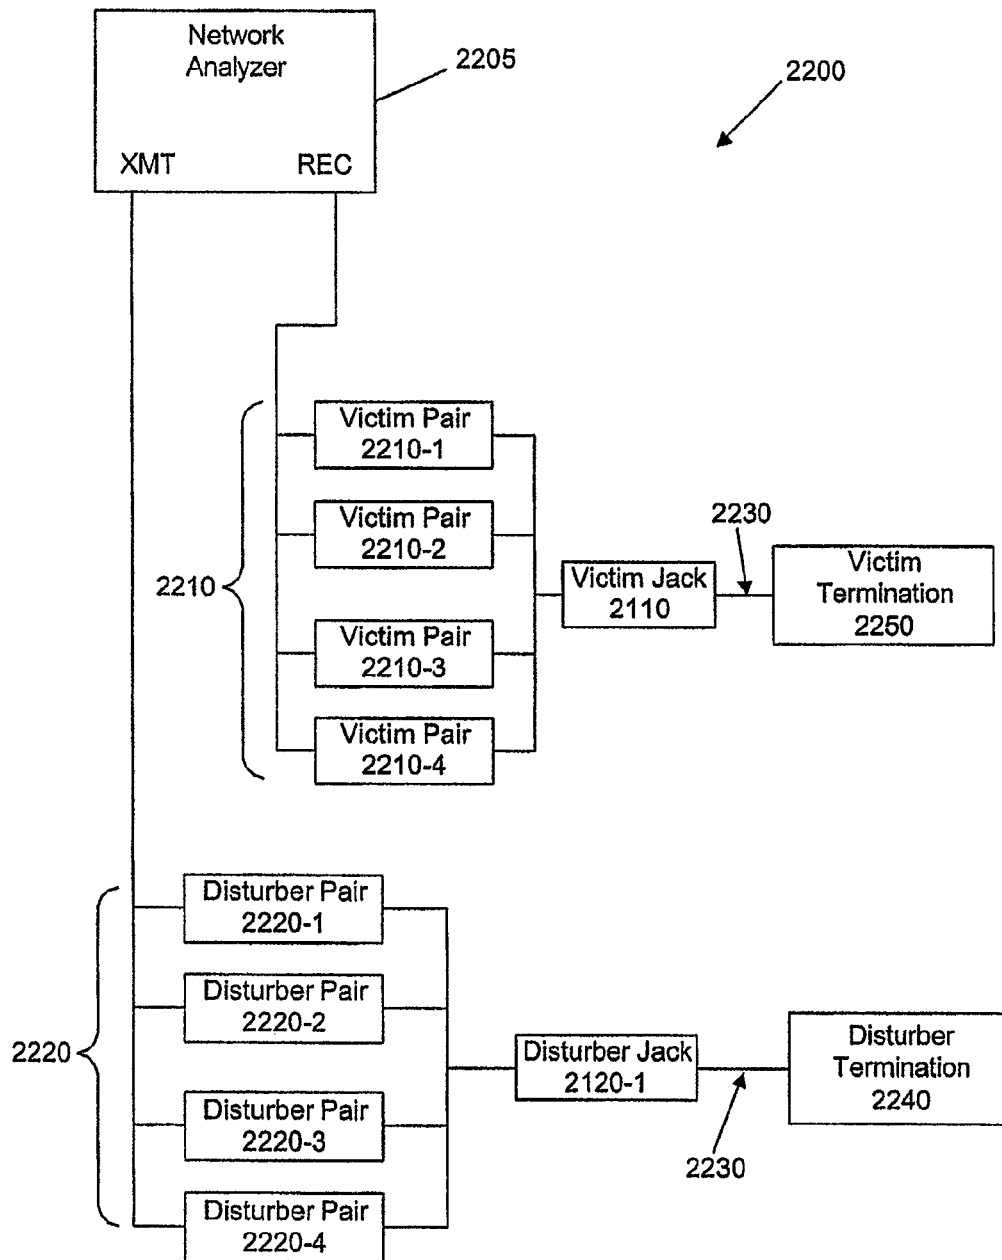 Network
Analyzer
XMT
REC
2205
2200
Victim Pair
2210-1
Victim Pair
2210-2
Victim Pair
2210-3
Victim Pair
2210-4
2210
Victim Jack
2110
2230
Victim
Termination
2250
Disturber Pair
2220-1
Disturber Pair
2220-2
Disturber Pair
2220-3
Disturber Pair
2220-4
2220
Disturber Jack
2120-1
2230
Disturber
Termination
2240